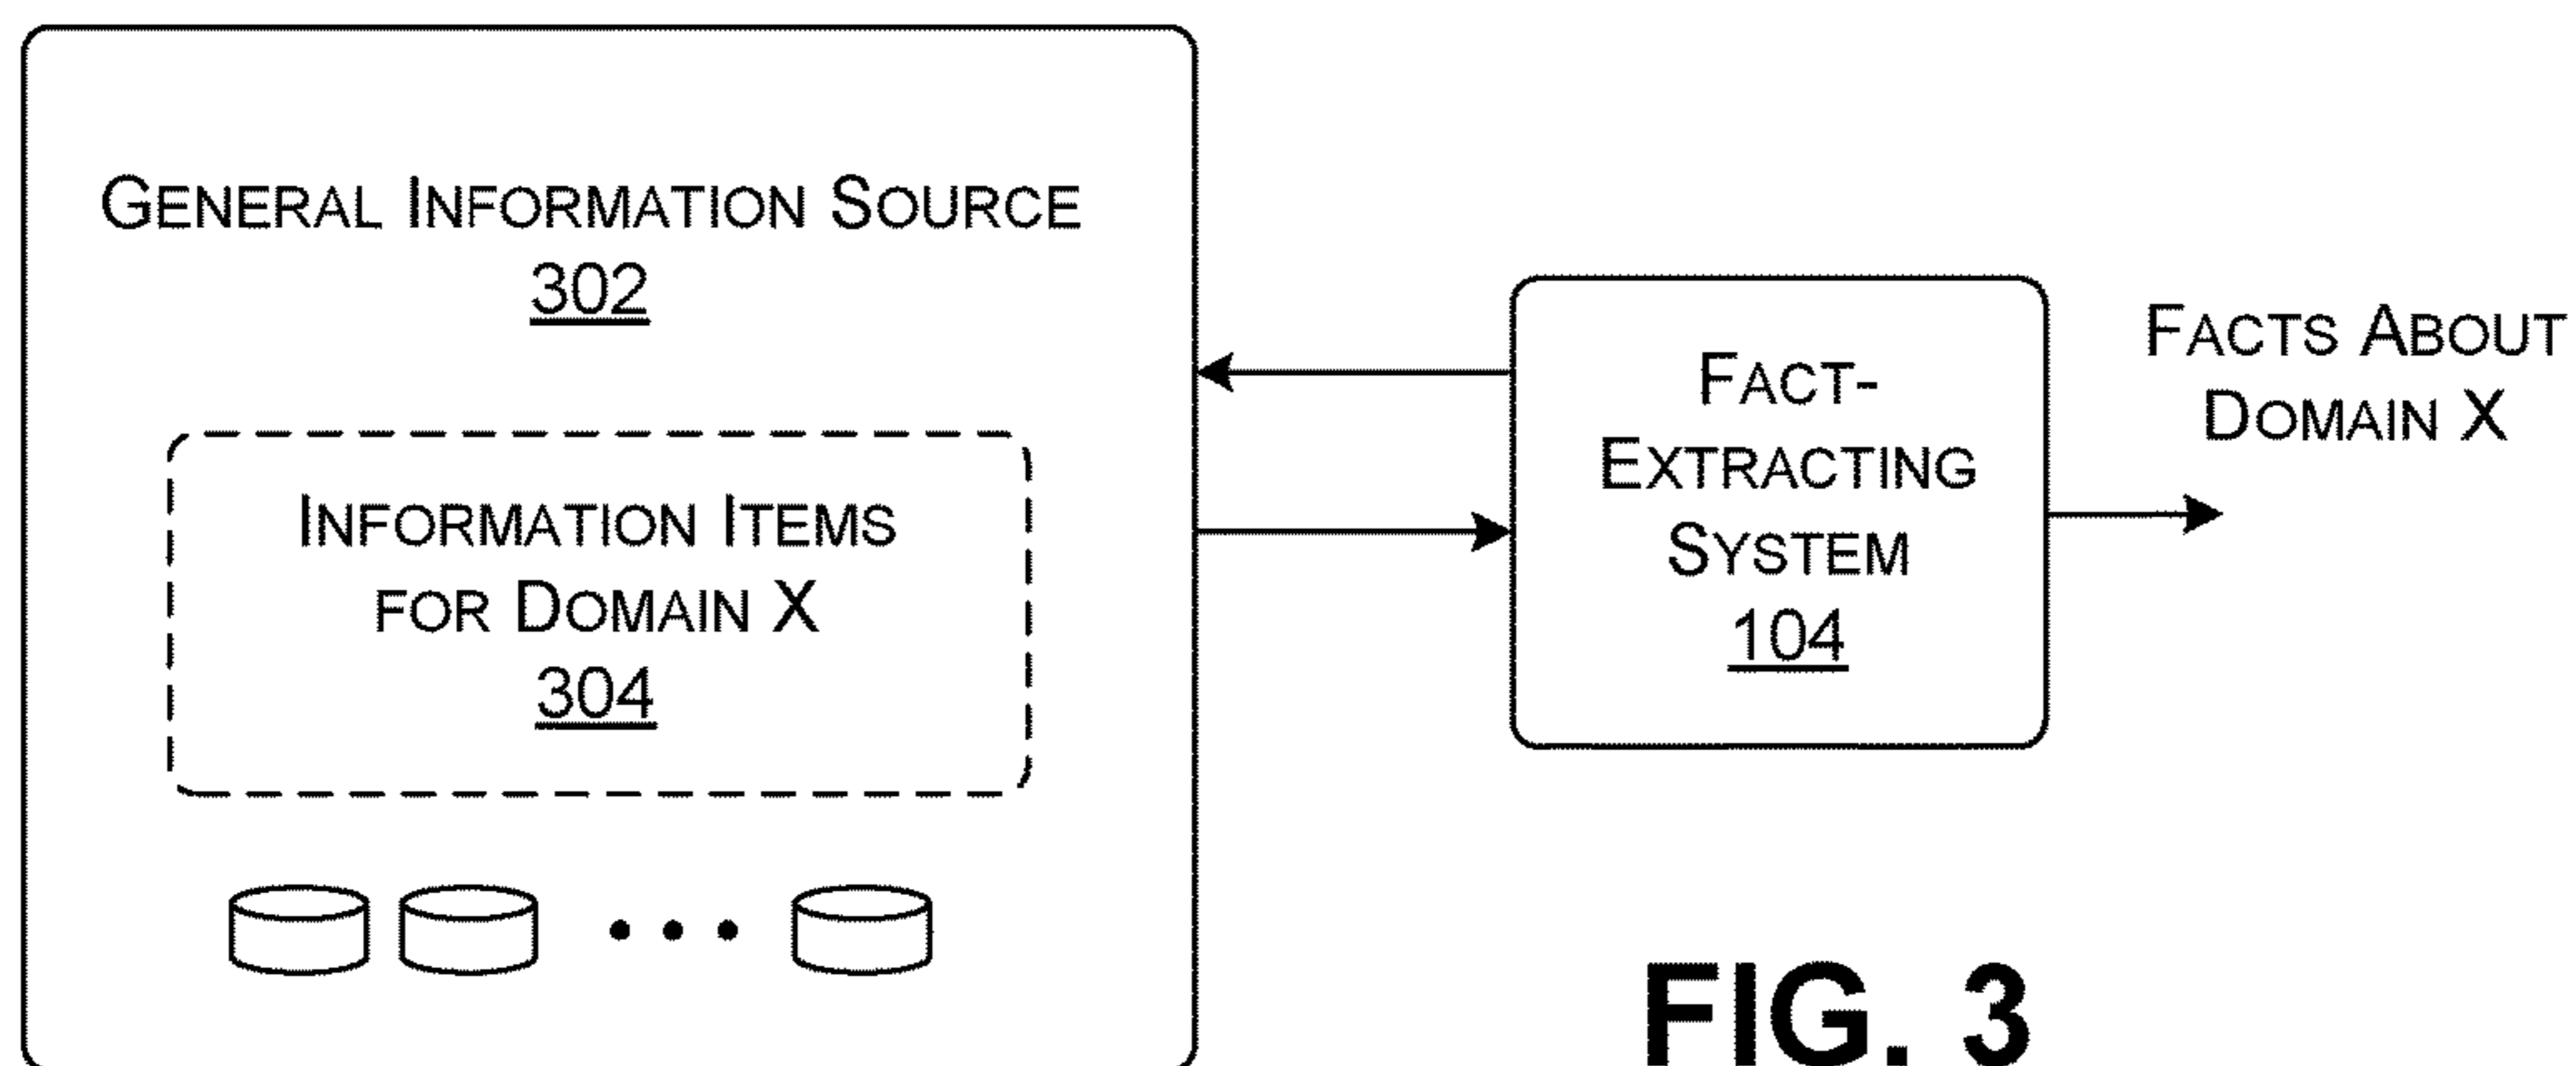 GENERAL INFORMATION SOURCE
302
INFORMATION ITEMS
FOR DOMAIN X
304
FACT-
EXTRACTING
SYSTEM
104
FACTS ABOUT
DOMAIN X
FIG. 3